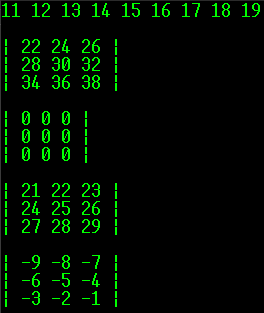 11 12 13 14 15 16 17 18 19
| 22 24 26 |
| 28 30 32 |
| 34 36 38 |
| 0 0 0 |
| 0 0 0 |
| 0 0 0 |
| 21 22 23 |
| 24 25 26 |
| 27 28 29 |
| -9 -8 -7 |
| -6 -5 -4 |
| -3 -2 -1 |